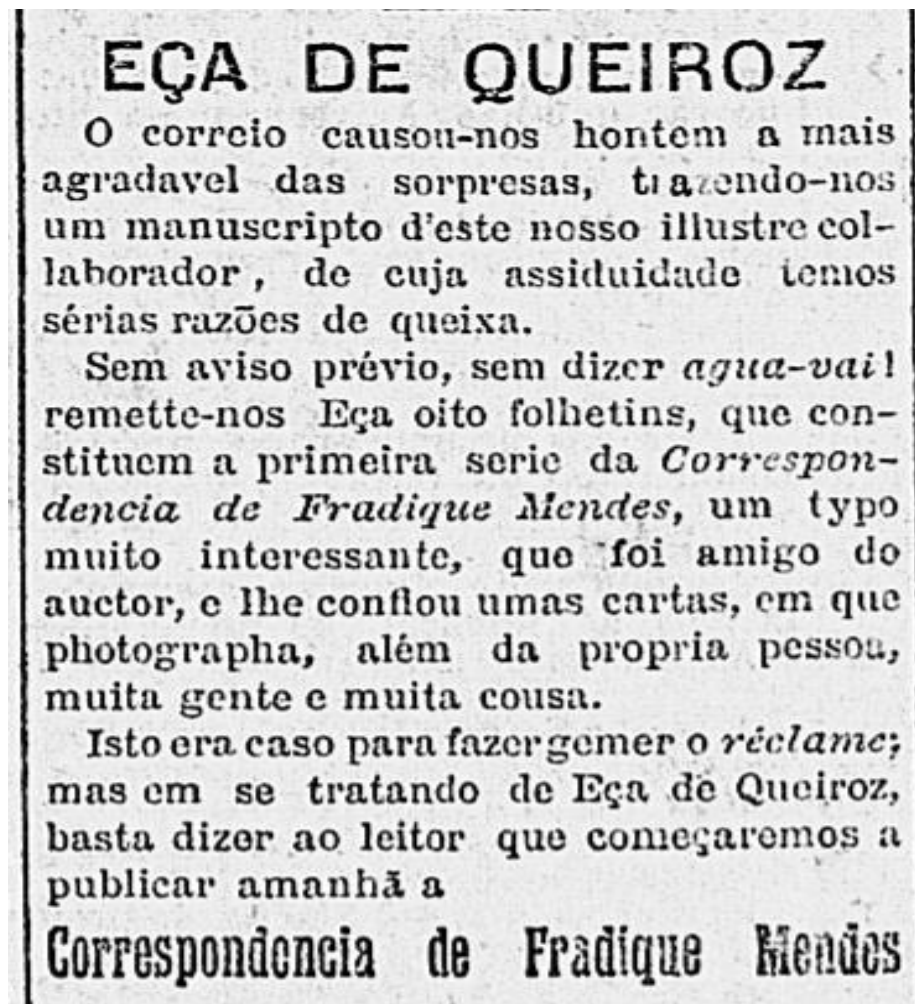 EÇA DE QUEIROZ
O correio causou-nos hontem a mais
agradavel das sorpresas, trazendo-nos
um manuscripto d'este nosso illustre col-
laborador, de cuja assiduidade temos
sérias razões de queixa.
Sem aviso prévio, sem dizer agua-vai!
remette-nos Eça oito folhetins, que con-
stituem a primeira serie da Correspon-
dencia de Fradique Mendes, um typo
muito interessante, que foi amigo do
auctor, e lhe confiou umas cartas, em que
photographa, além da propria pessoa,
muita gente e muita cousa.
Isto era caso para fazer gemer o réclame;
mas em se tratando de Eça de Queiroz,
basta dizer ao leitor que começaremos a
publicar amanhã a
Correspondencia de Fradique Mendes